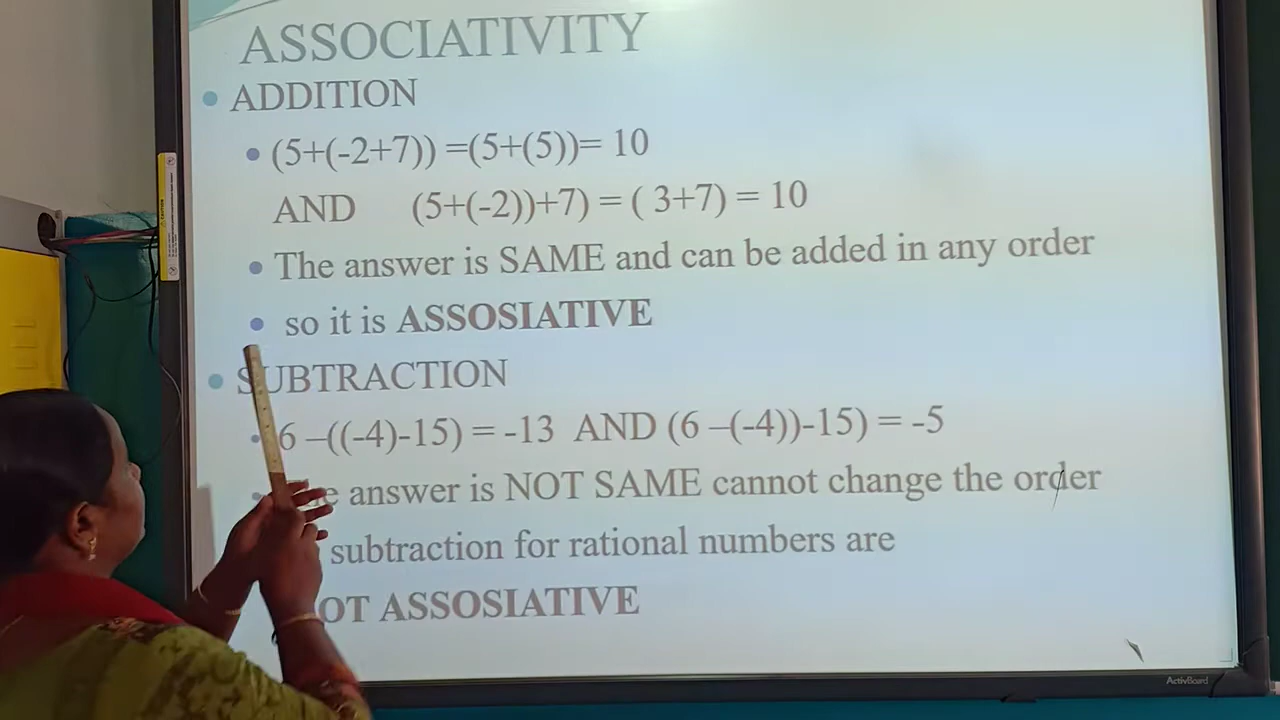 ASSOCIATIVITY
ADDITION
(5+(-2+7)) =(5+(5))= 10
AND (5+(-2))+7) = ( 3+7) = 10
The answer is SAME and can be added in any order
so it is ASSOSIATIVE
SUBTRACTION
6 –((-4)-15) = -13 AND (6 –(-4))-15) = -5
answer is NOT SAME cannot change the order
subtraction for rational numbers are
OT ASSOSIATIVE
ActivBoard